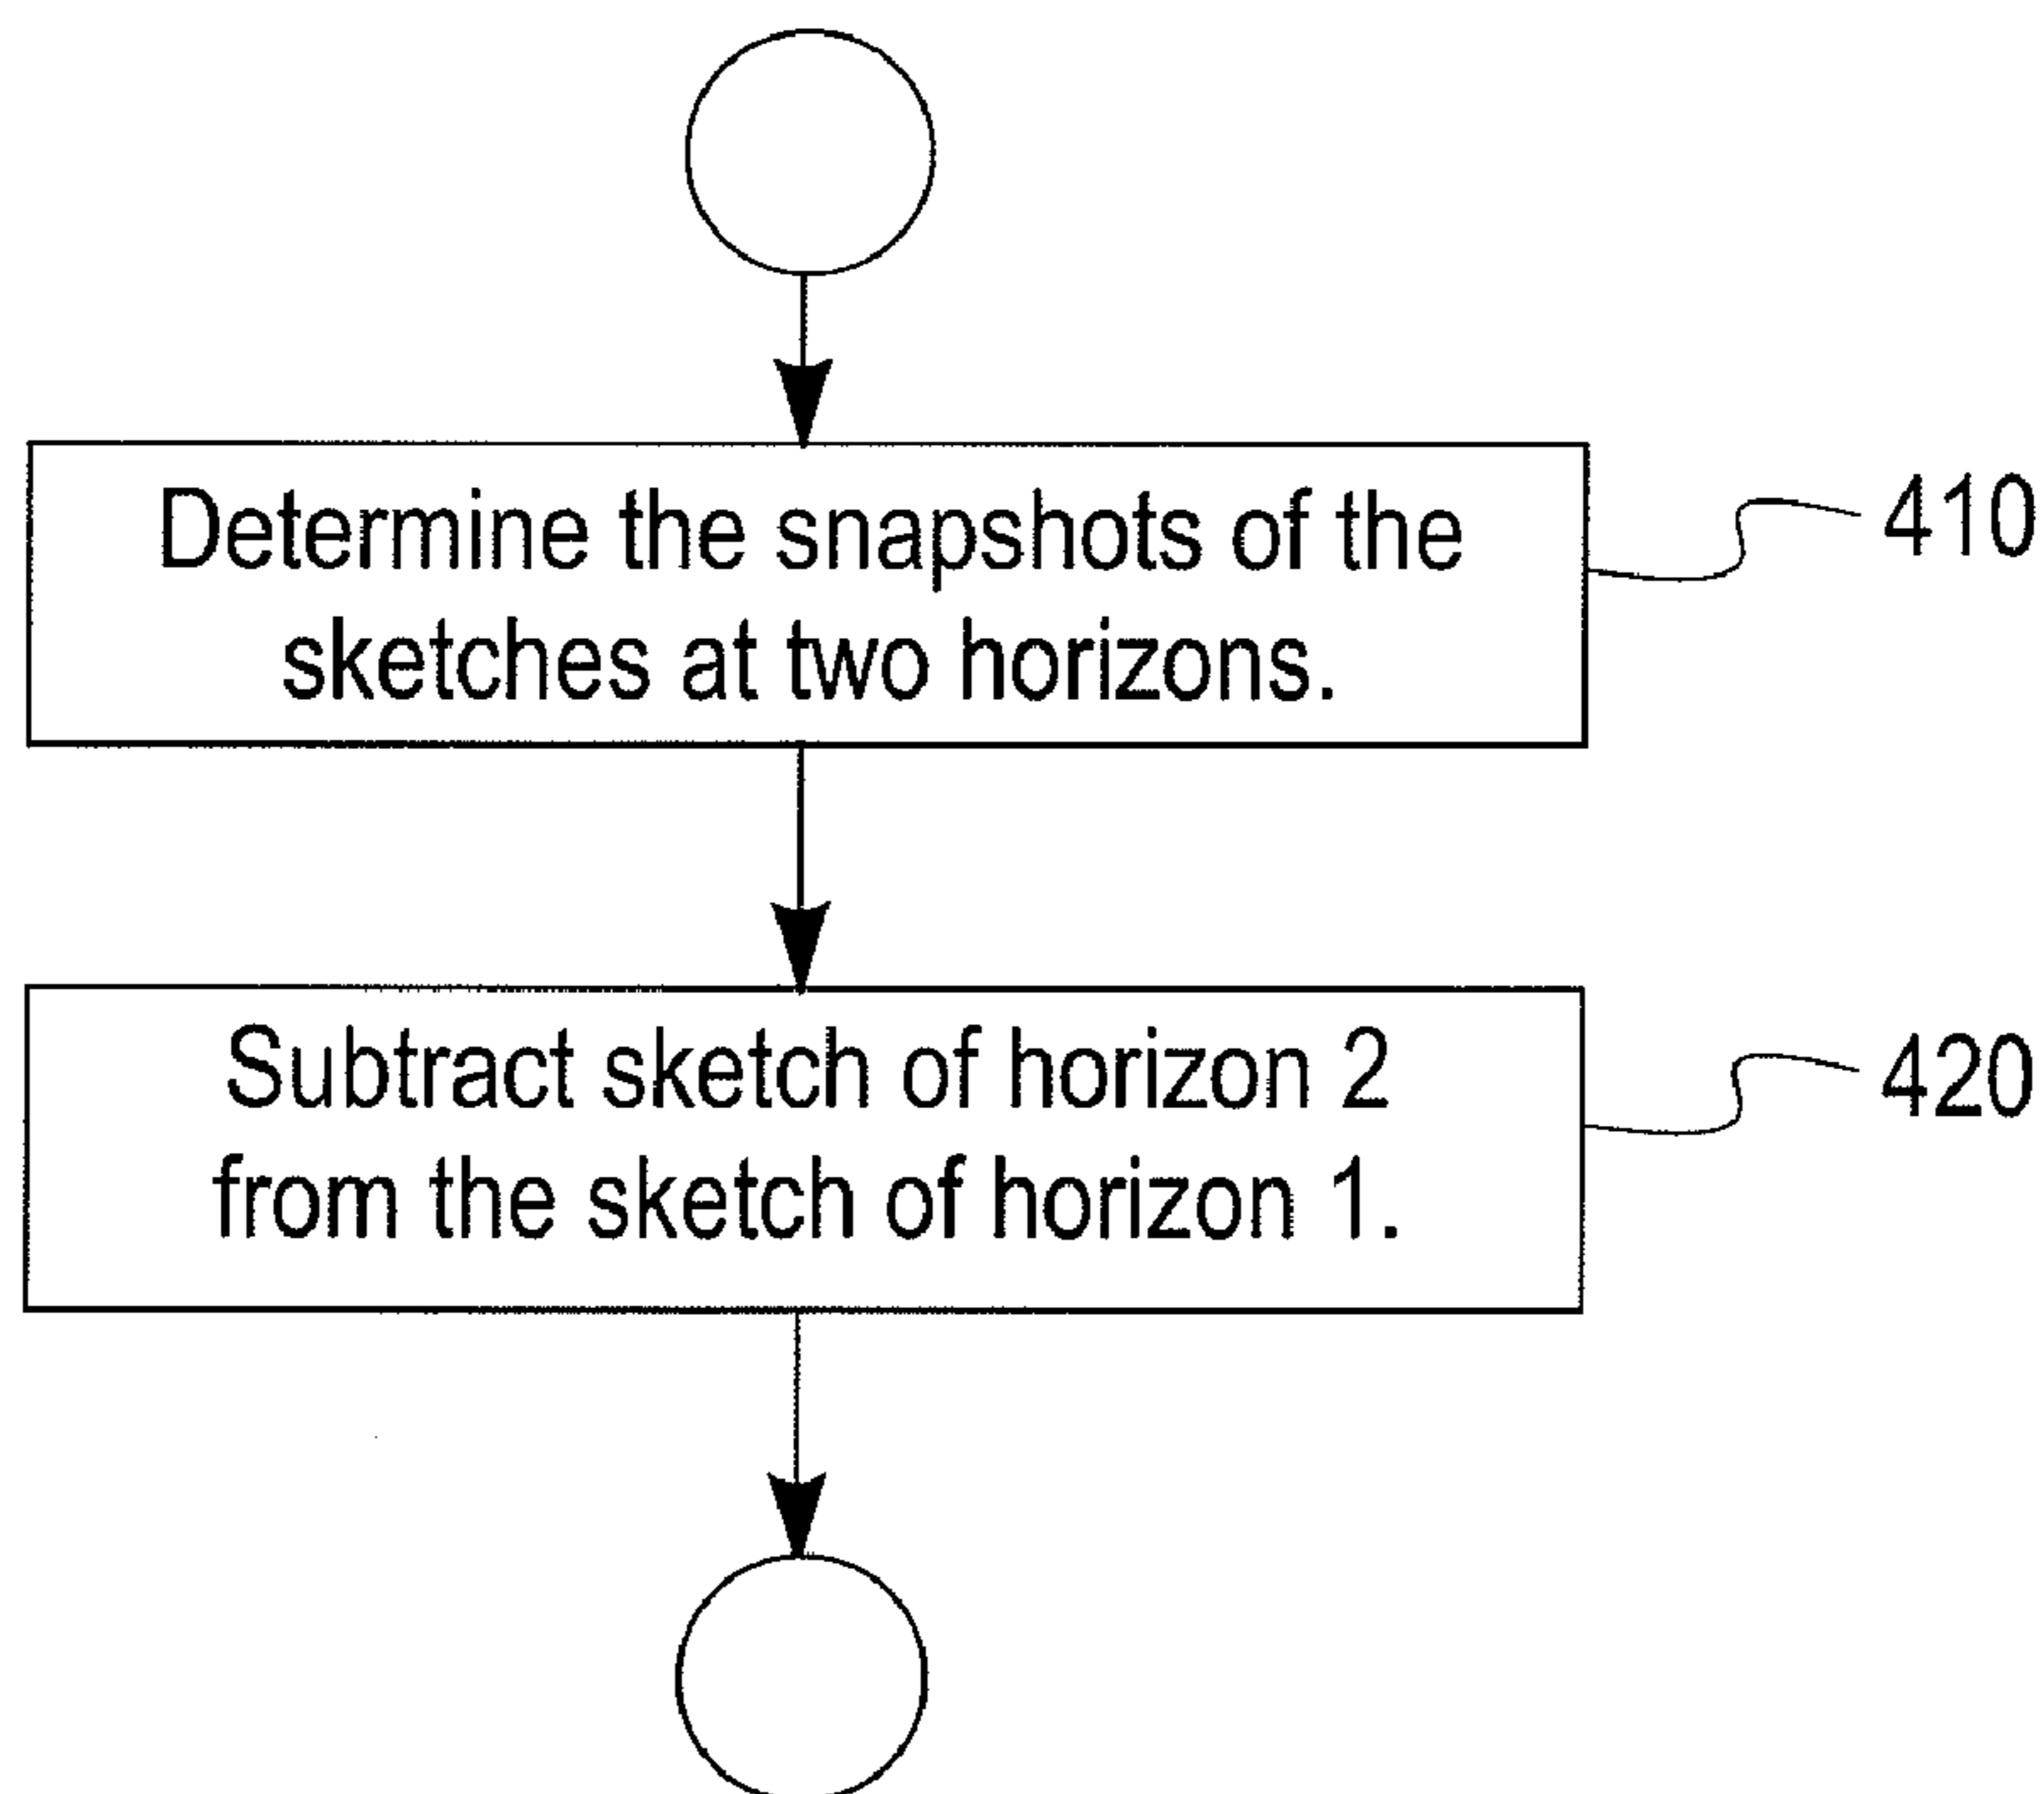 Determine the snapshots of the
sketches at two horizons.
410
Subtract sketch of horizon 2
from the sketch of horizon 1.
420